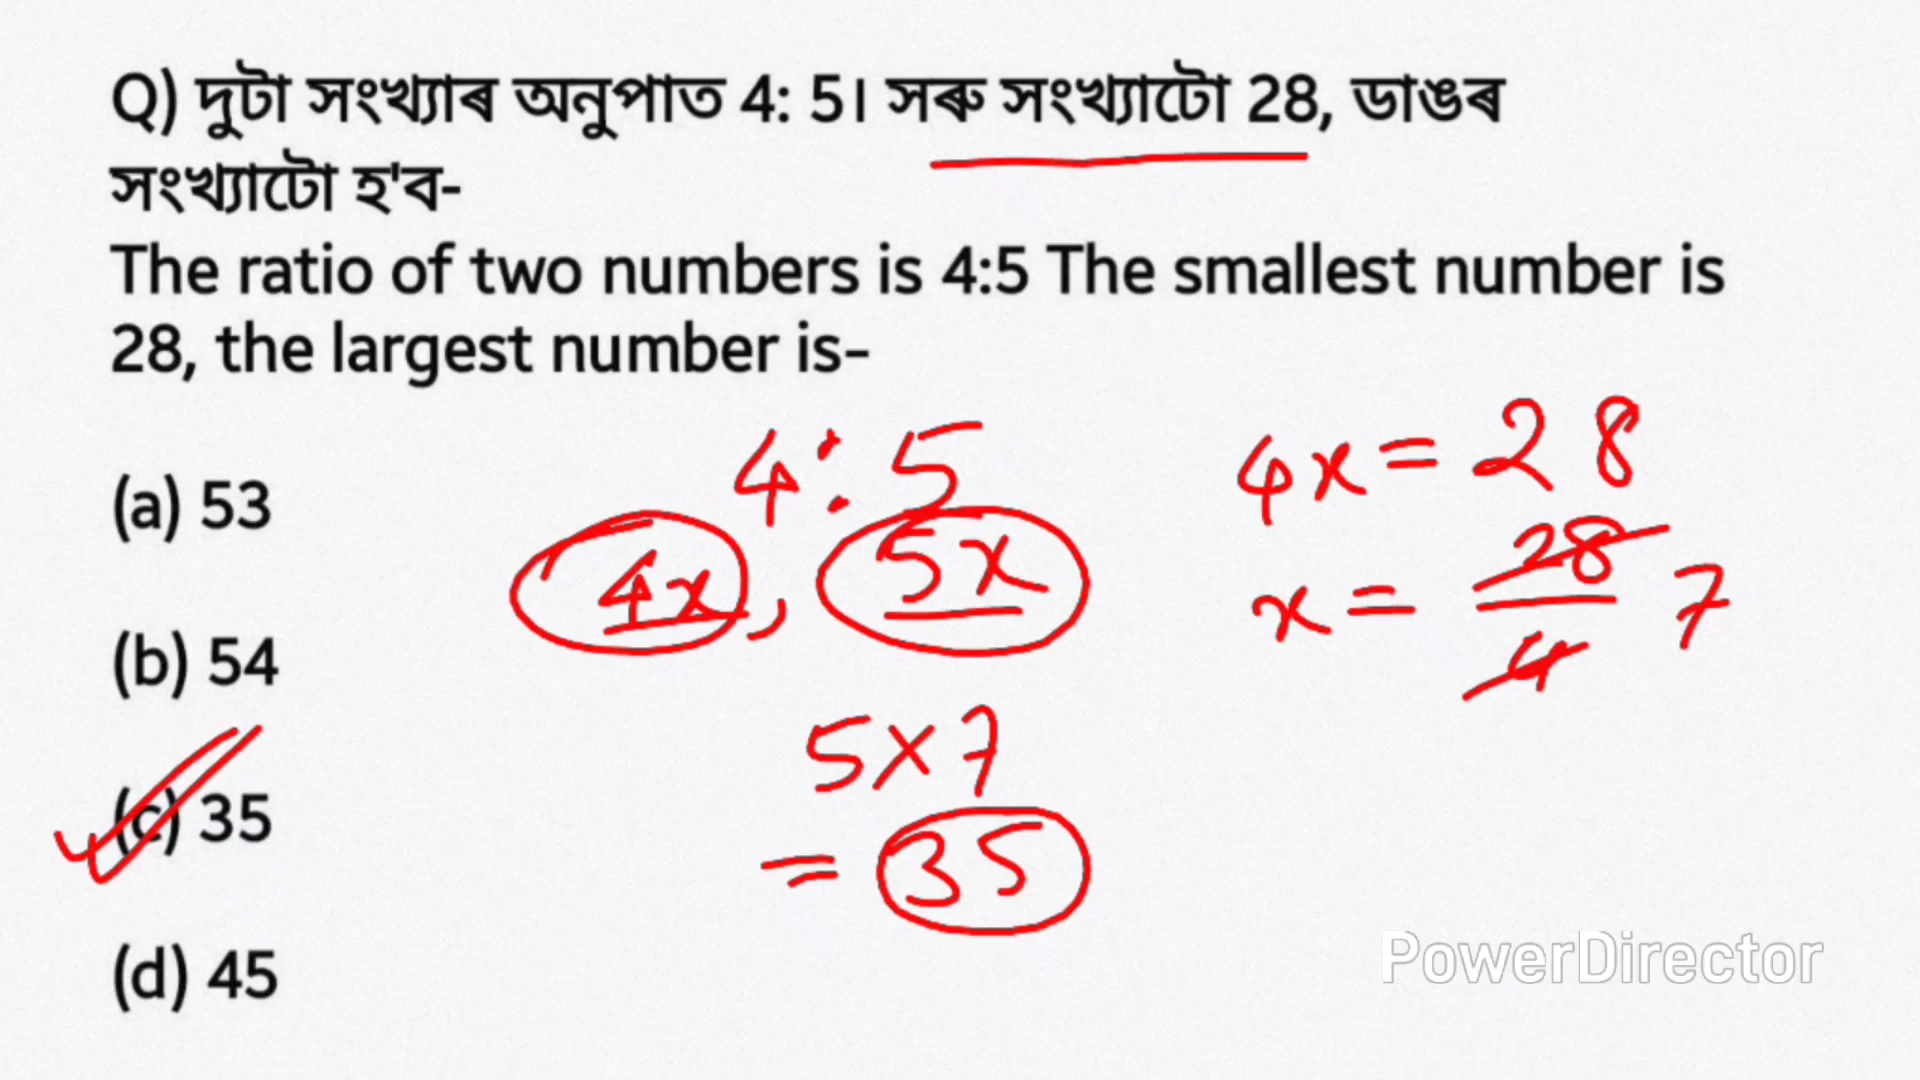 Q) দুটা সংখ্যাৰ অনুপাত 4: 5। সৰু সংখ্যাটো 28, ডাঙৰ
সংখ্যাটো হ'ব-
The ratio of two numbers is 4:5 The smallest number is
28, the largest number is-
4 : 5
4x = 28
4x , 5x
x = 28
4
7
(a) 53
(b) 54
5 x 7
(c) 35
= 35
(d) 45
PowerDirector